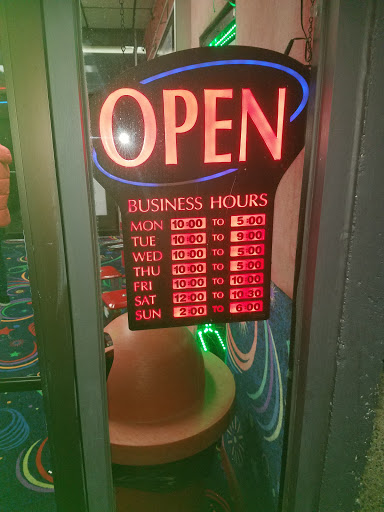 OPEN
BUSINESS HOURS
MON 10:00 TO 5:00
TUE 10:00 TO 9:00
WED 10:00 TO 5:00
THU 10:00 TO 5:00
FRI 10:00 TO 10:00
SAT 12:00 TO 10:30
SUN 2:00 TO 6:00